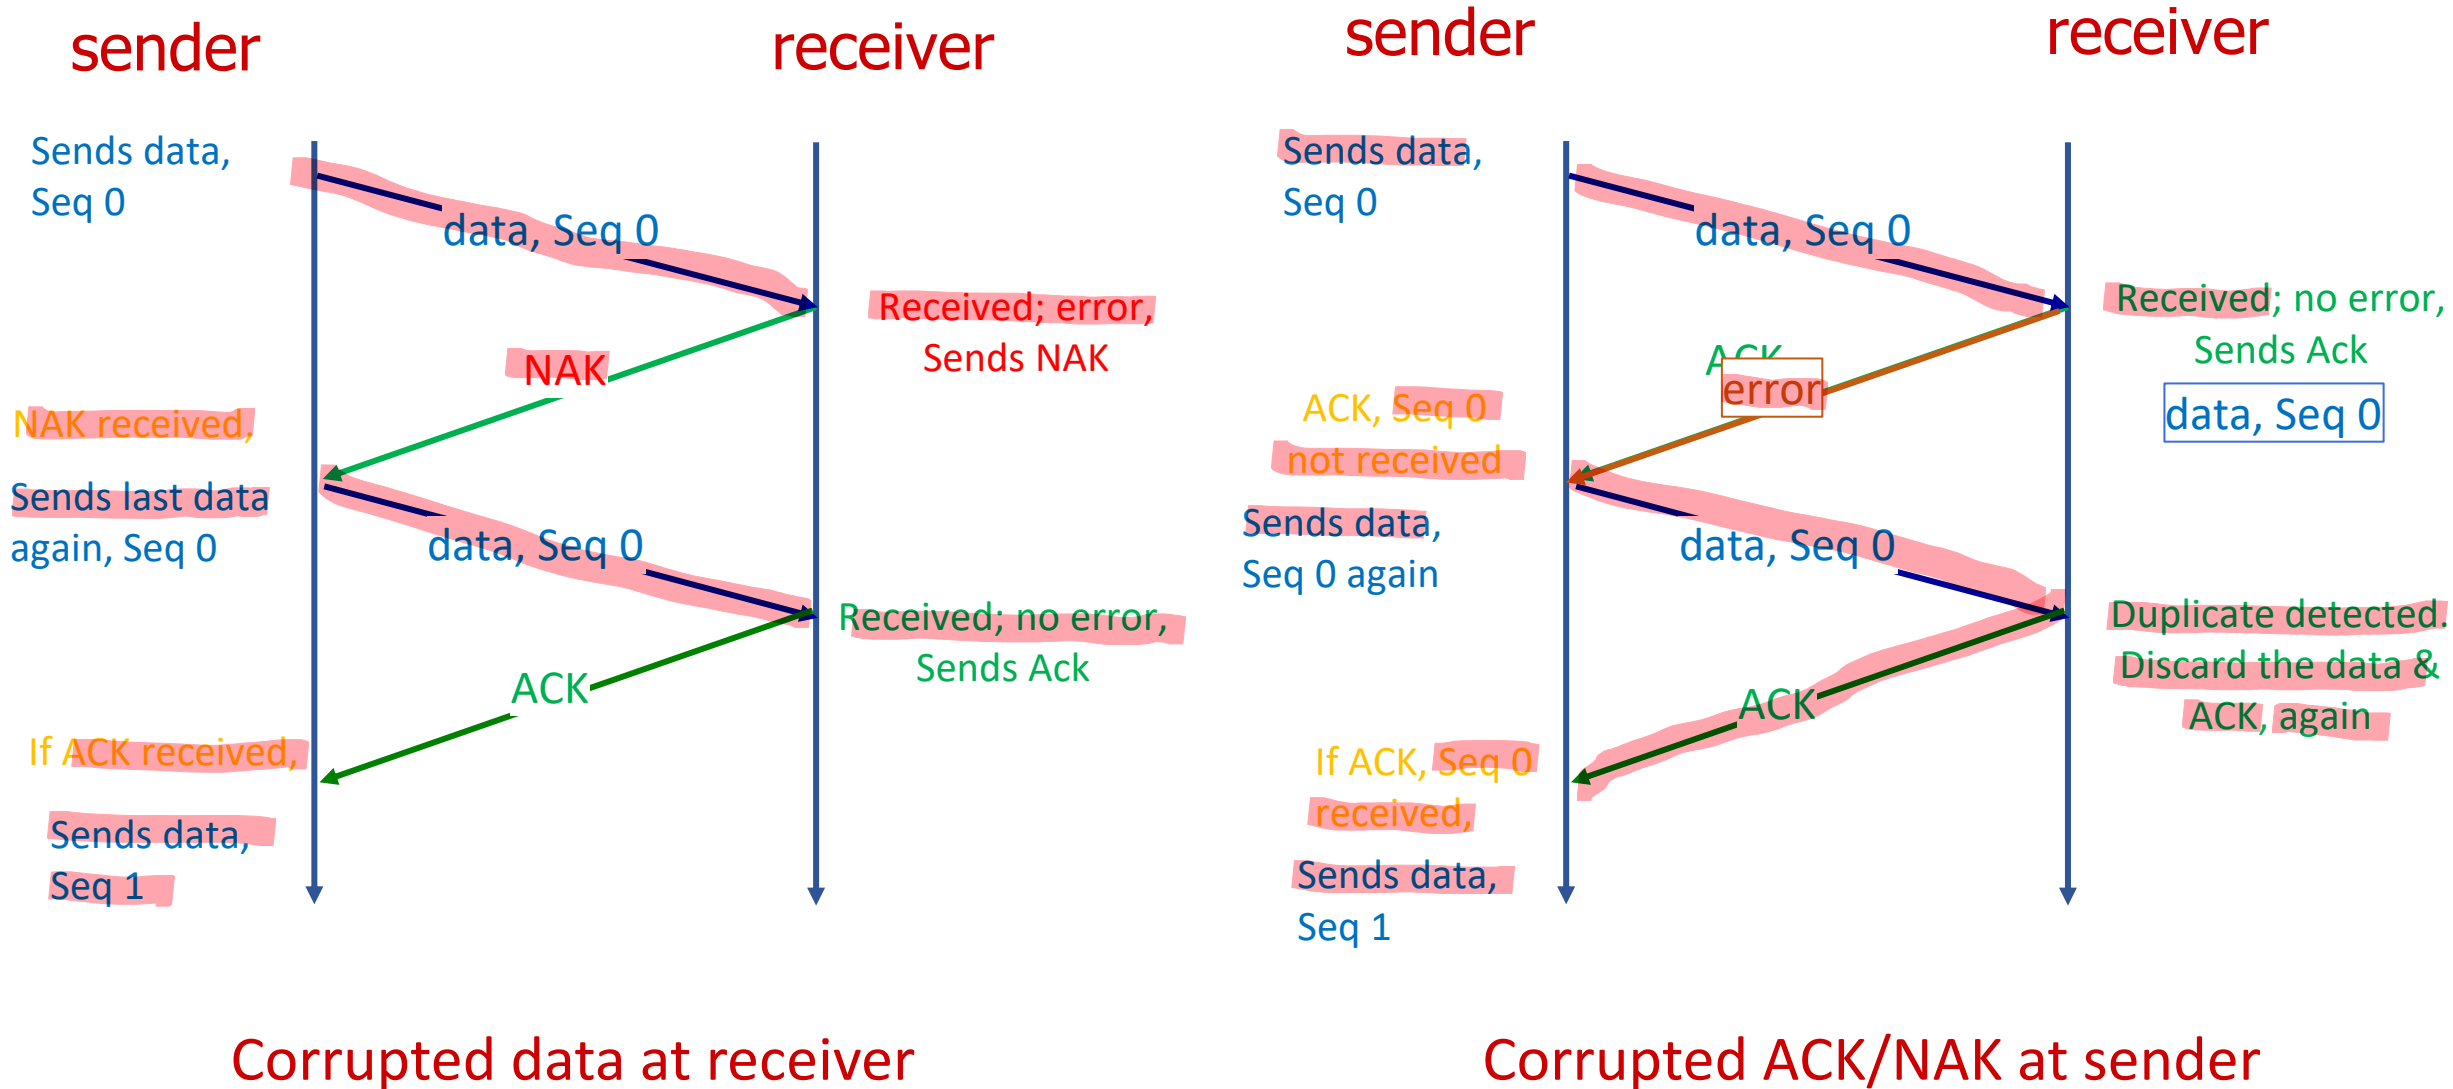 sender
receiver
Sends data,
Seq 0
data, Seq 0
Received; error,
Sends NAK
NAK
NAK received,
Sends last data
again, Seq 0
data, Seq 0
Received; no error,
Sends Ack
ACK
If ACK received,
Sends data,
Seq 1
Corrupted data at receiver
sender
receiver
Sends data,
Seq 0
data, Seq 0
Received; no error,
Sends Ack
data, Seq 0
ACK
error
ACK, Seq 0
not received
Sends data,
Seq 0 again
data, Seq 0
Duplicate detected.
Discard the data &
ACK, again
ACK
If ACK, Seq 0
received,
Sends data,
Seq 1
Corrupted ACK/NAK at sender